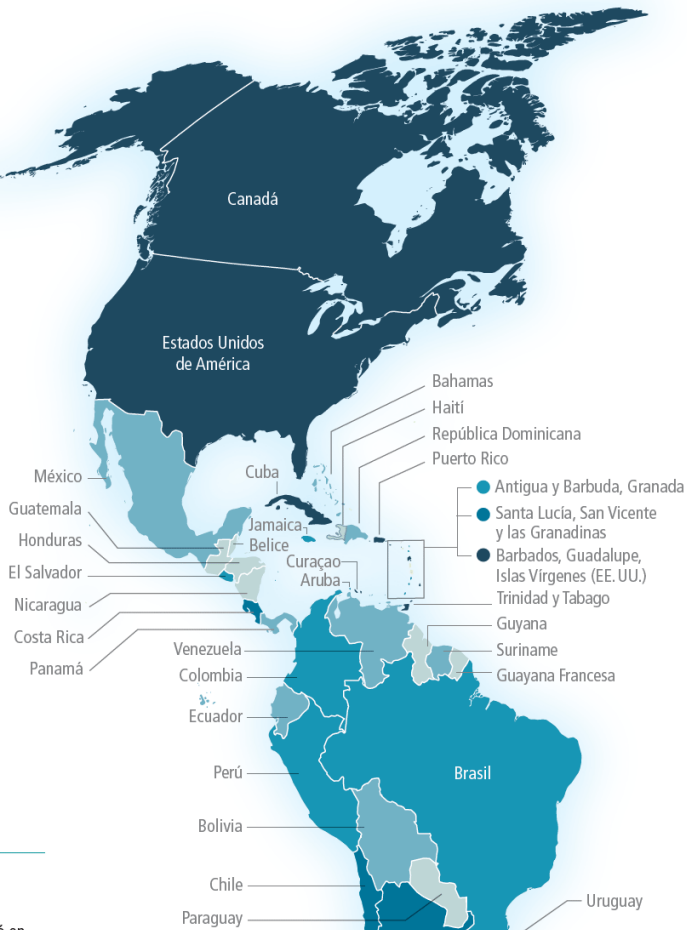 Canadá
Estados Unidos
de América
Bahamas
Haití
República Dominicana
Puerto Rico
Cuba
México
Antigua y Barbuda, Granada
Guatemala
Santa Lucía, San Vicente
y las Granadinas
Jamaica
Honduras
Belice
Barbados, Guadalupe,
Islas Vírgenes (EE. UU.)
Curaçao
El Salvador
Aruba
Trinidad y Tabago
Nicaragua
Guyana
Costa Rica
Venezuela
Suriname
Panamá
Colombia
Guayana Francesa
Ecuador
Perú
Brasil
Bolivia
Chile
Uruguay
Paraguay